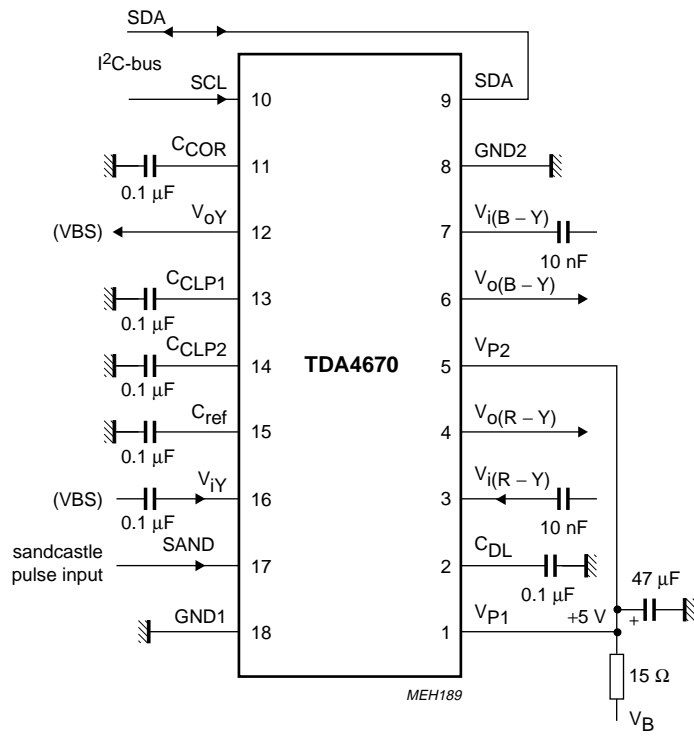 SDA
I2C-bus
SCL
10
9
SDA
CCOR
0.1 μF
11
8
GND2
(VBS)
VoY
12
7
Vi(B − Y)
10 nF
CCLP1
0.1 μF
13
6
Vo(B − Y)
CCLP2
0.1 μF
14
TDA4670
5
VP2
Cref
0.1 μF
15
4
Vo(R − Y)
(VBS)
ViY
0.1 μF
16
3
Vi(R − Y)
10 nF
sandcastle
pulse input
SAND
17
2
CDL
0.1 μF
47 μF
+
GND1
18
1
VP1
+5 V
15 Ω
VB
MEH189